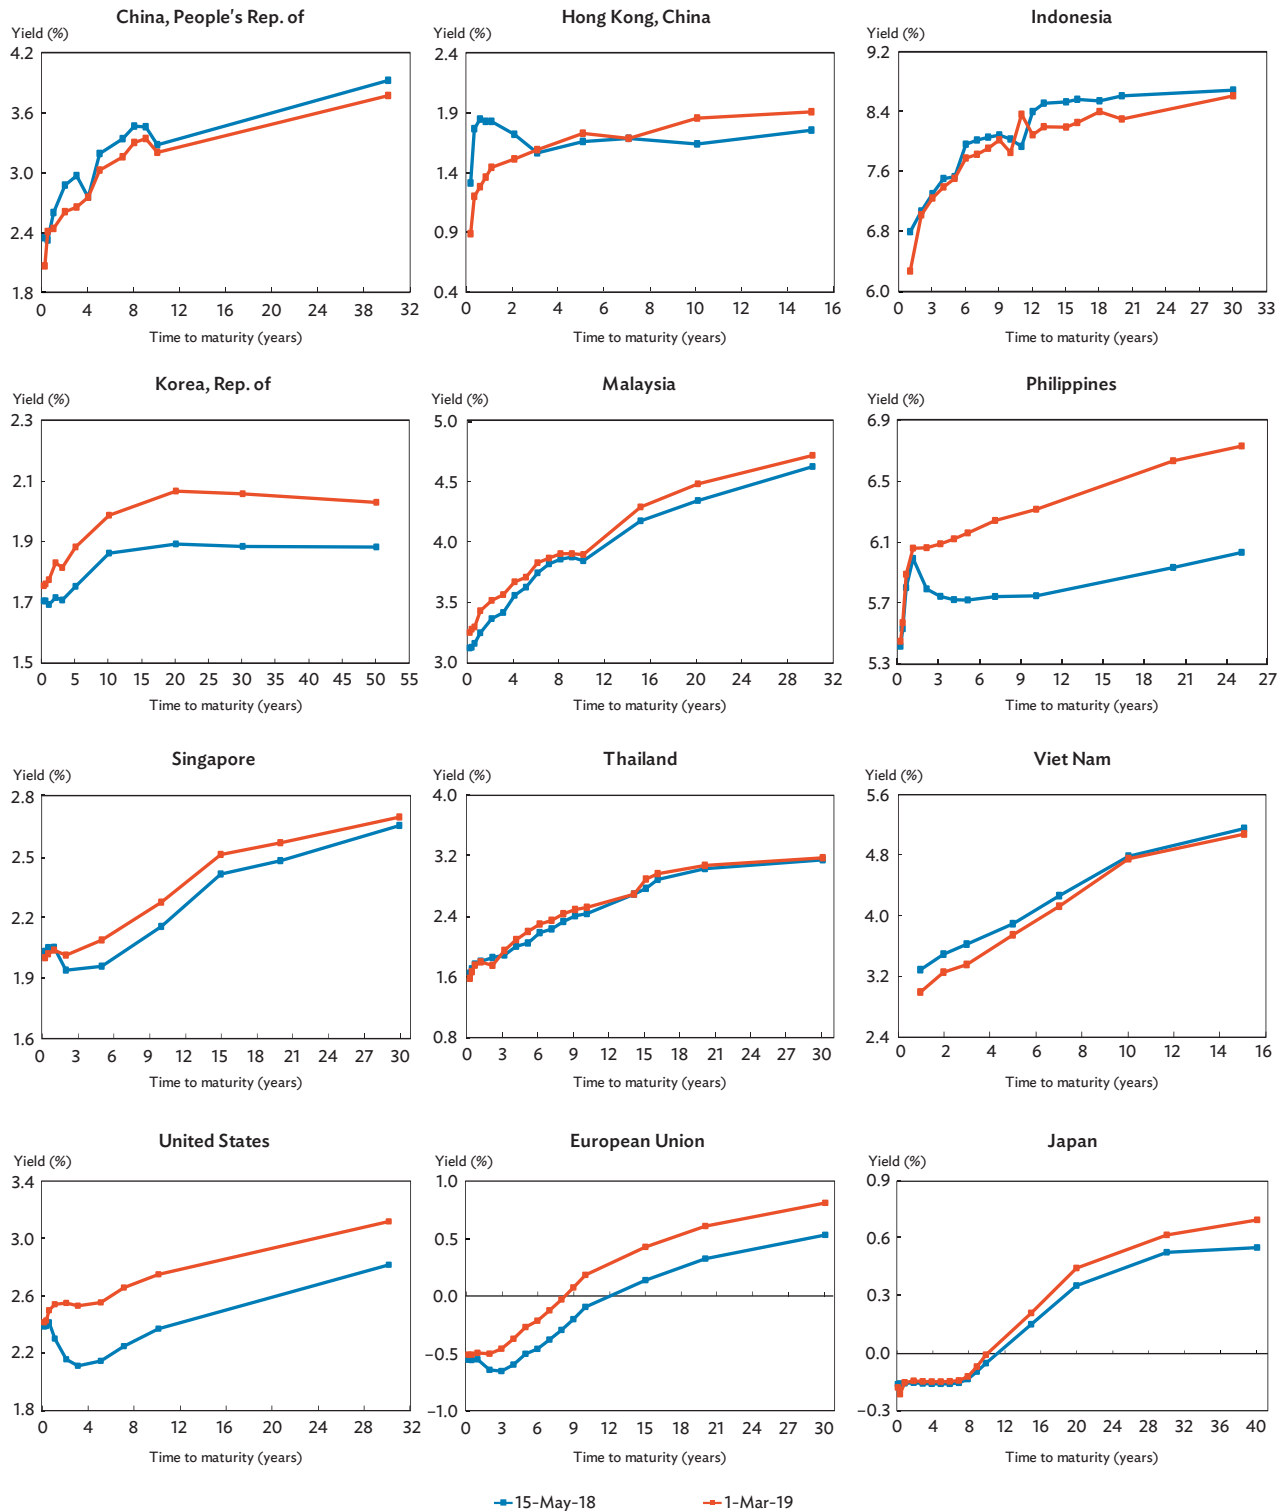 China, People's Rep. of
Yield (%)
4.2
3.6
3.0
2.4
1.8
0 4 8 12 16 20 24 28 32
Time to maturity (years)
Hong Kong, China
Yield (%)
2.4
1.9
1.4
0.9
0.4
0 2 4 6 8 10 12 14 16
Time to maturity (years)
Indonesia
Yield (%)
9.2
8.4
7.6
6.8
6.0
0 3 6 9 12 15 18 21 24 27 30 33
Time to maturity (years)
Korea, Rep. of
Yield (%)
2.3
2.1
1.9
1.7
1.5
0 5 10 15 20 25 30 35 40 45 50 55
Time to maturity (years)
Malaysia
Yield (%)
5.0
4.5
4.0
3.5
3.0
0 4 8 12 16 20 24 28 32
Time to maturity (years)
Philippines
Yield (%)
6.9
6.5
6.1
5.7
5.3
0 3 6 9 12 15 18 21 24 27
Time to maturity (years)
Singapore
Yield (%)
2.8
2.5
2.2
1.9
1.6
0 3 6 9 12 15 18 21 24 27 30
Time to maturity (years)
Thailand
Yield (%)
4.0
3.2
2.4
1.6
0.8
0 3 6 9 12 15 18 21 24 27 30
Time to maturity (years)
Viet Nam
Yield (%)
5.6
4.8
4.0
3.2
2.4
0 2 4 6 8 10 12 14 16
Time to maturity (years)
United States
Yield (%)
3.4
3.0
2.6
2.2
1.8
0 4 8 12 16 20 24 28 32
Time to maturity (years)
European Union
Yield (%)
1.0
0.5
0.0
–0.5
–1.0
0 3 6 9 12 15 18 21 24 27 30
Time to maturity (years)
Japan
Yield (%)
0.9
0.6
0.3
0.0
–0.3
0 4 8 12 16 20 24 28 32 36 40
Time to maturity (years)
15-May-18 1-Mar-19